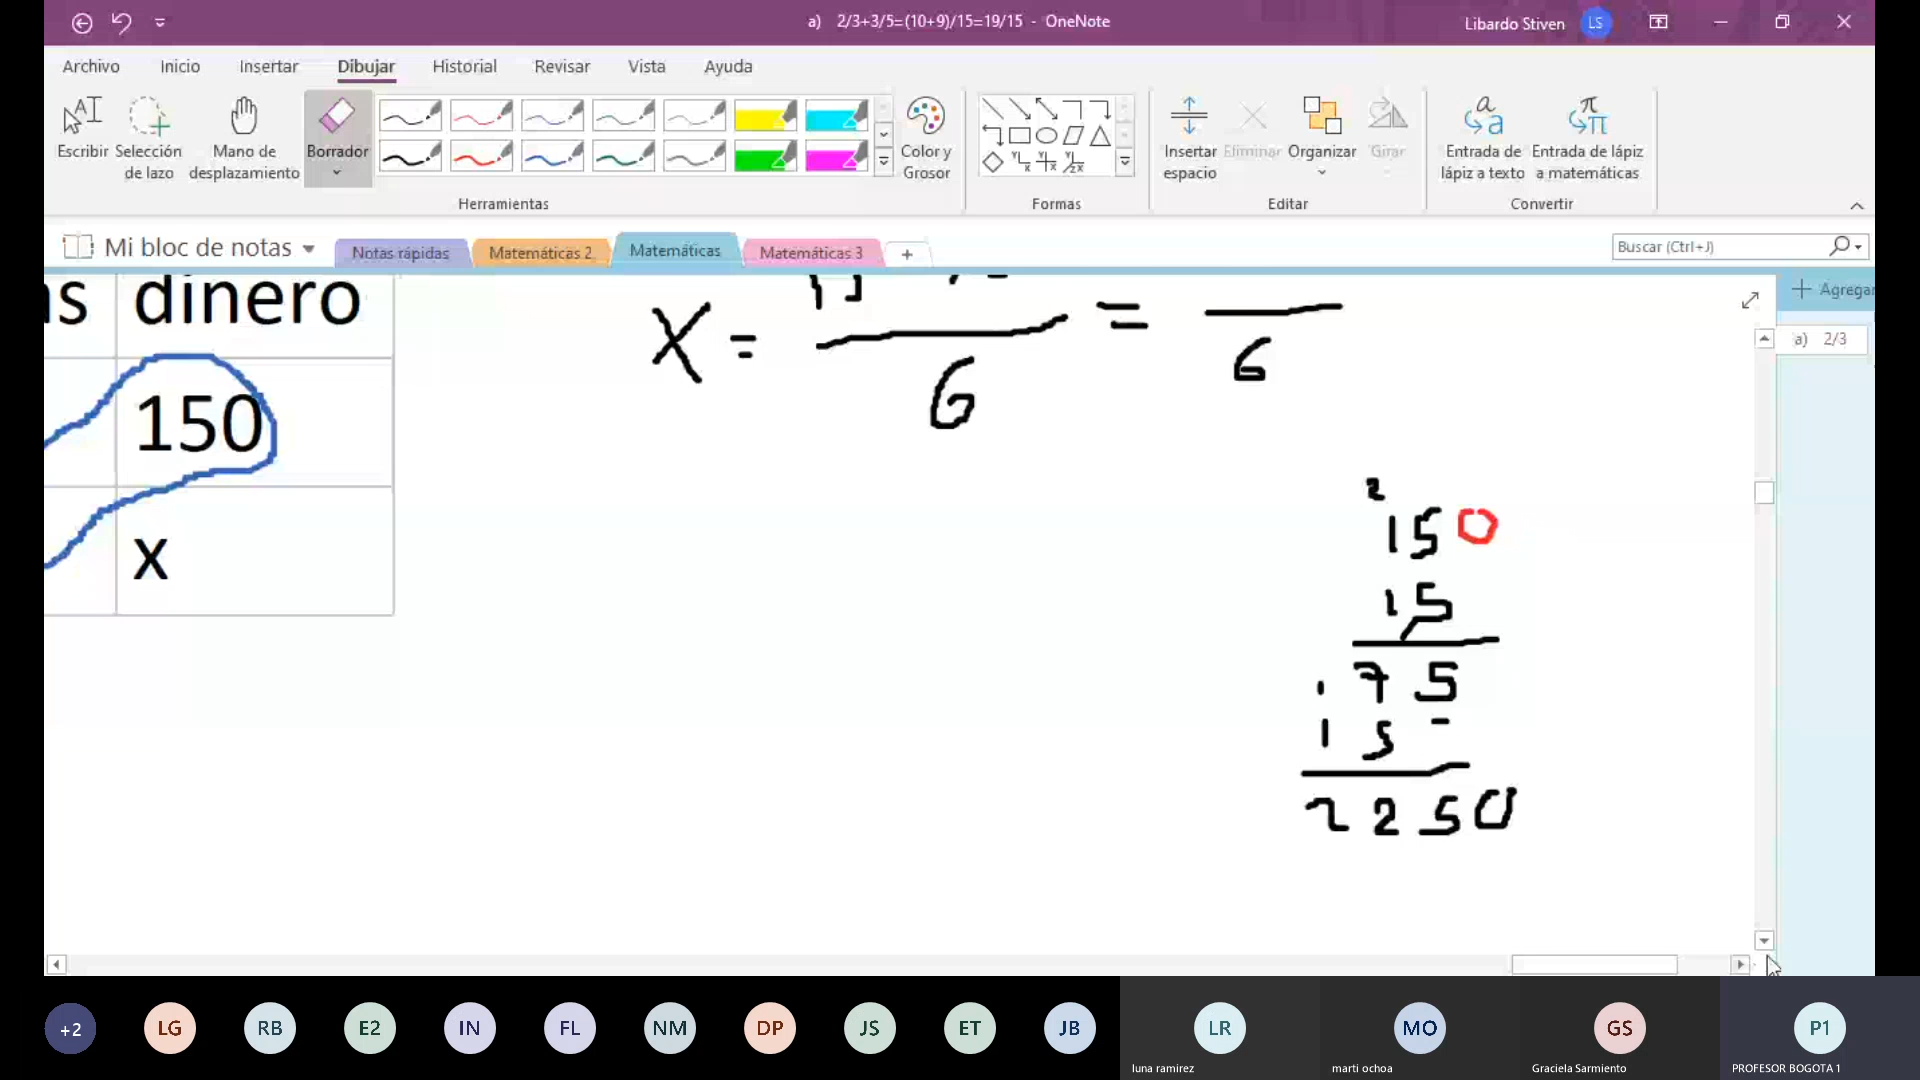 a) 2/3+3/5=(10+9)/15=19/15 - OneNote
Libardo Stiven LS
Archivo Inicio Insertar Dibujar Historial Revisar Vista Ayuda
Escribir
Selección de lazo
Mano de desplazamiento
Borrador
Color y Grosor
Insertar espacio
Eliminar
Organizar
Girar
Entrada de lápiz a texto
Entrada de lápiz a matemáticas
Herramientas Formas Editar Convertir
Mi bloc de notas
Notas rápidas Matemáticas 2 Matemáticas Matemáticas 3 +
Buscar (Ctrl+J)
Agregar
a) 2/3
dinero
150
x
X = 
6
=
6
2
150
15
175
15-
2250
+2 LG RB E2 IN FL NM DP JS ET JB LR MO GS P1
luna ramirez marti ochoa Graciela Sarmiento PROFESOR BOGOTA 1